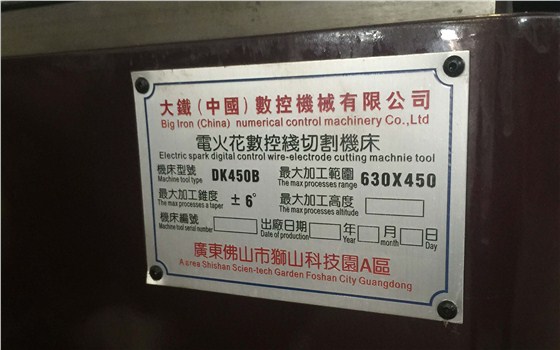 大鐵（中國）數控機械有限公司
Big Iron (China) numerical control machinery Co.,Ltd
電火花數控綫切割機床
Electric spark digital control wire-electrode cutting machnie tool
機床型號 DK450B 最大加工範圍 630X450
Machine tool type The max processes range
最大加工錐度 ± 6° 最大加工高度
The max processes a taper The max processes altitude
機床編號 出廠日期 年 月 日
Machine tool serial number Date of production Year month Day
廣東佛山市獅山科技園A區
A area Shishan Scien-tech Garden Foshan City Guangdong